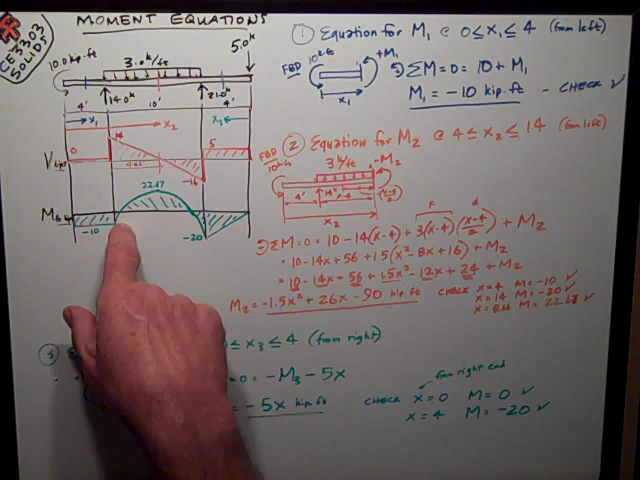 MOMENT EQUATIONS
CE3303
SOLIDS
10.0 kip·ft
3.0 k/ft
5.0 k
4'
14.0k
10'
21.0k
4'
x1
x2
x3
V kips
0
14
-16
5
M
22.67
-10
-20
1 Equation for M1 @ 0≤x1≤4 (from left)
FBD
10 k·ft
+M1
x1
ΣM=0= 10 + M1
M1 = -10 kip·ft - CHECK ✓
2 Equation for M2 @ 4≤x2≤14 (from left)
FBD
3 k/ft
-M2
4'
x-4
x2
F d
ΣM=0= 10-14(x-4)+3(x-4)(x-4/2) + M2
= 10-14x+56+1.5(x²-8x+16)+M2
= 10-14x+56+1.5x²-12x+24+M2
M2 = -1.5x²+26x-90 kip ft
CHECK x=4 M=-10 ✓
x=14 M=-20 ✓
x=8.66 M=22.67 ✓
3
≤ x3 ≤ 4 (from right)
=0= -M3 - 5x
= -5x kip ft
from right end
CHECK x=0 M=0 ✓
x=4 M=-20 ✓